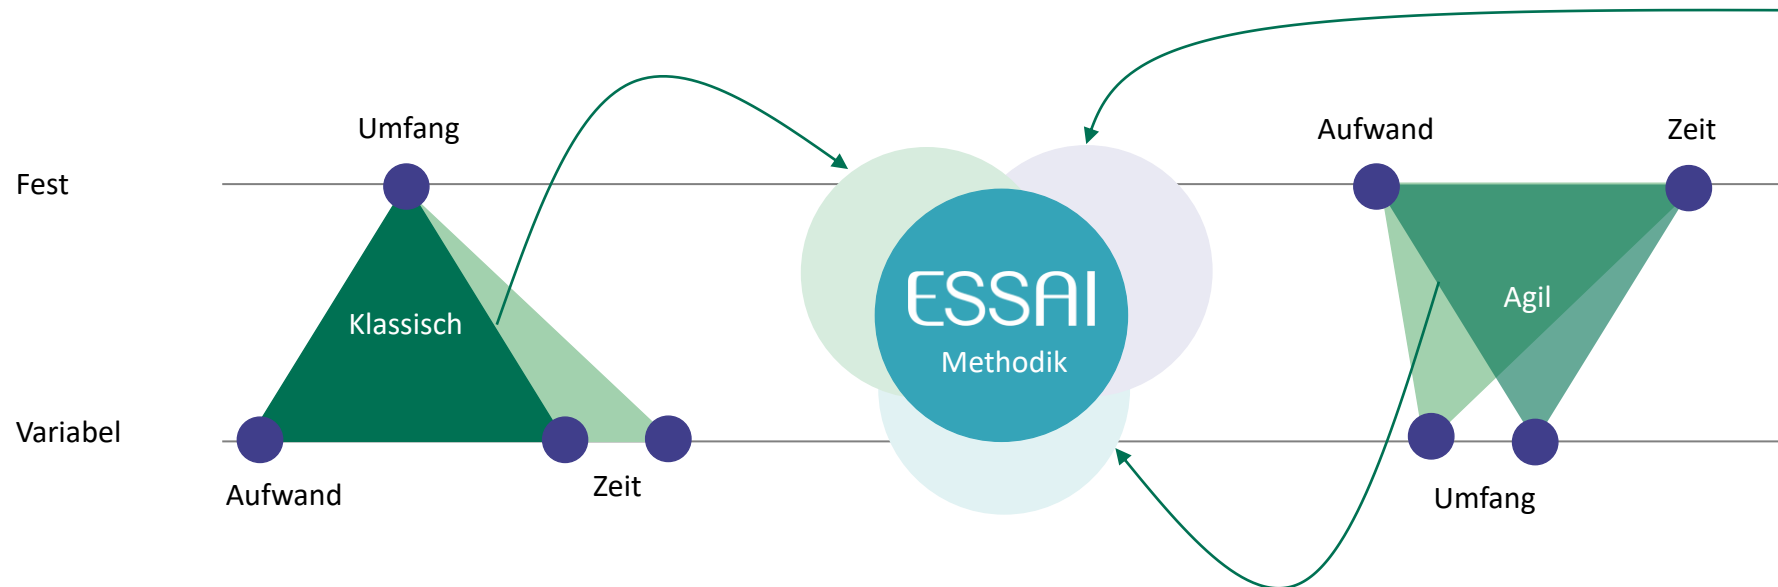 Umfang
Aufwand
Zeit
Fest
ESSAI
Methodik
Klassisch
Agil
Variabel
Aufwand
Zeit
Umfang